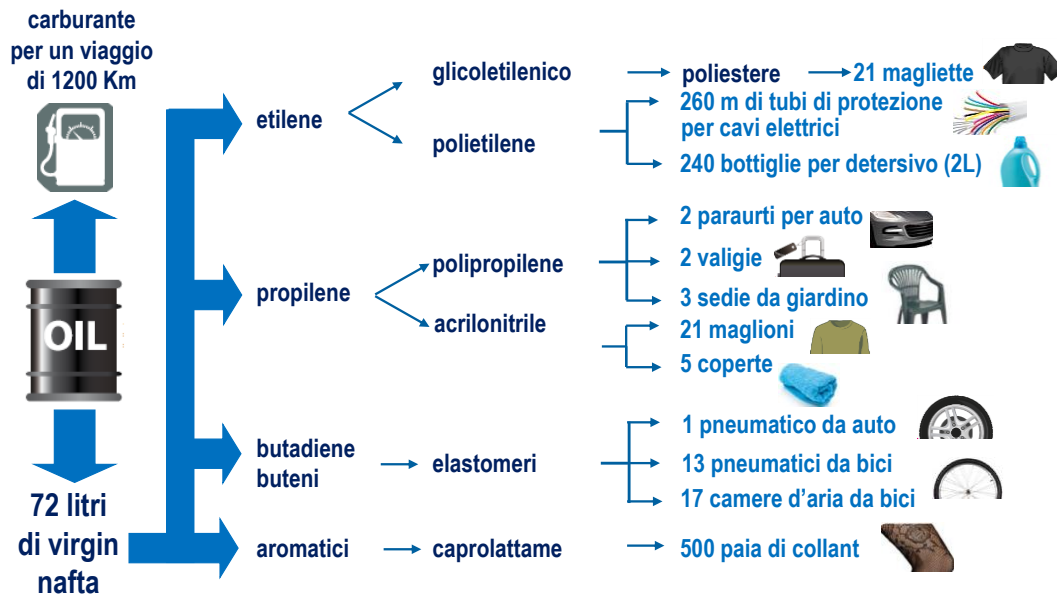 carburante
per un viaggio
di 1200 Km
OIL
72 litri
di virgin
nafta
etilene
glicoletilenico
poliestere
21 magliette
polietilene
260 m di tubi di protezione
per cavi elettrici
240 bottiglie per detersivo (2L)
propilene
polipropilene
2 paraurti per auto
2 valigie
3 sedie da giardino
acrilonitrile
21 maglioni
5 coperte
butadiene
buteni
elastomeri
1 pneumatico da auto
13 pneumatici da bici
17 camere d'aria da bici
aromatici
caprolattame
500 paia di collant